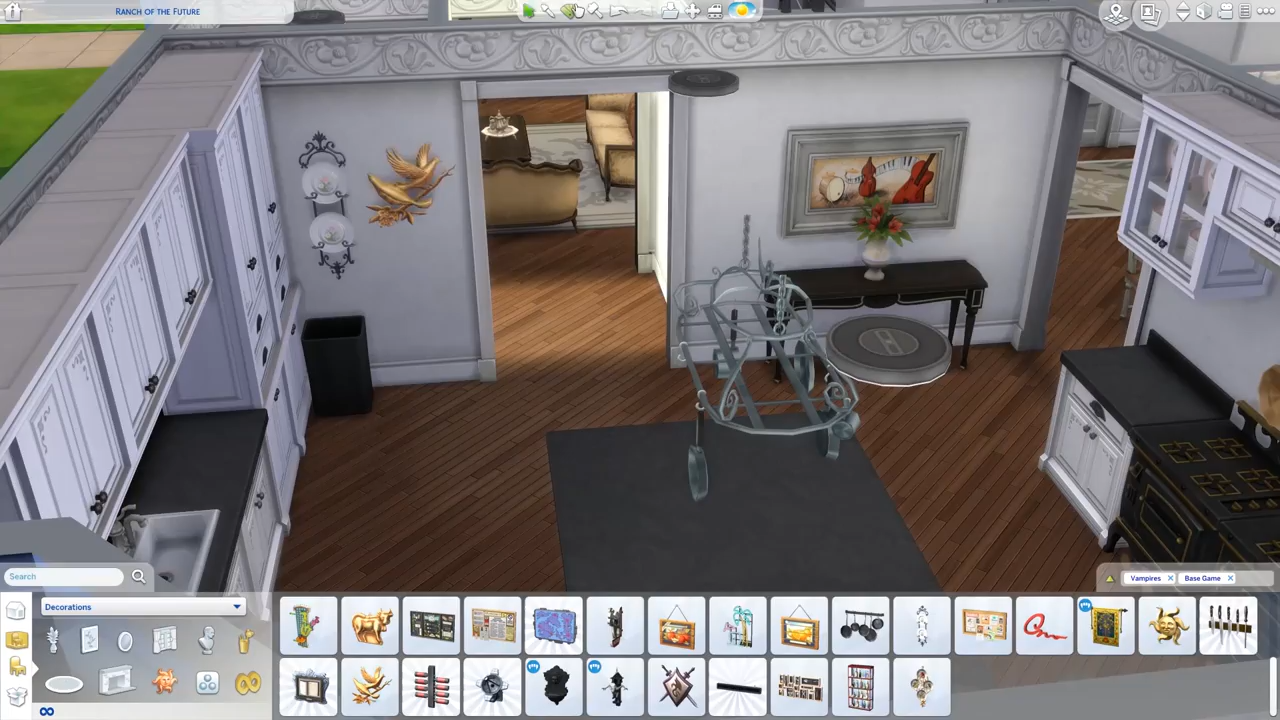 Ranch of the Future
Search
Vampires
Base Game
Decorations